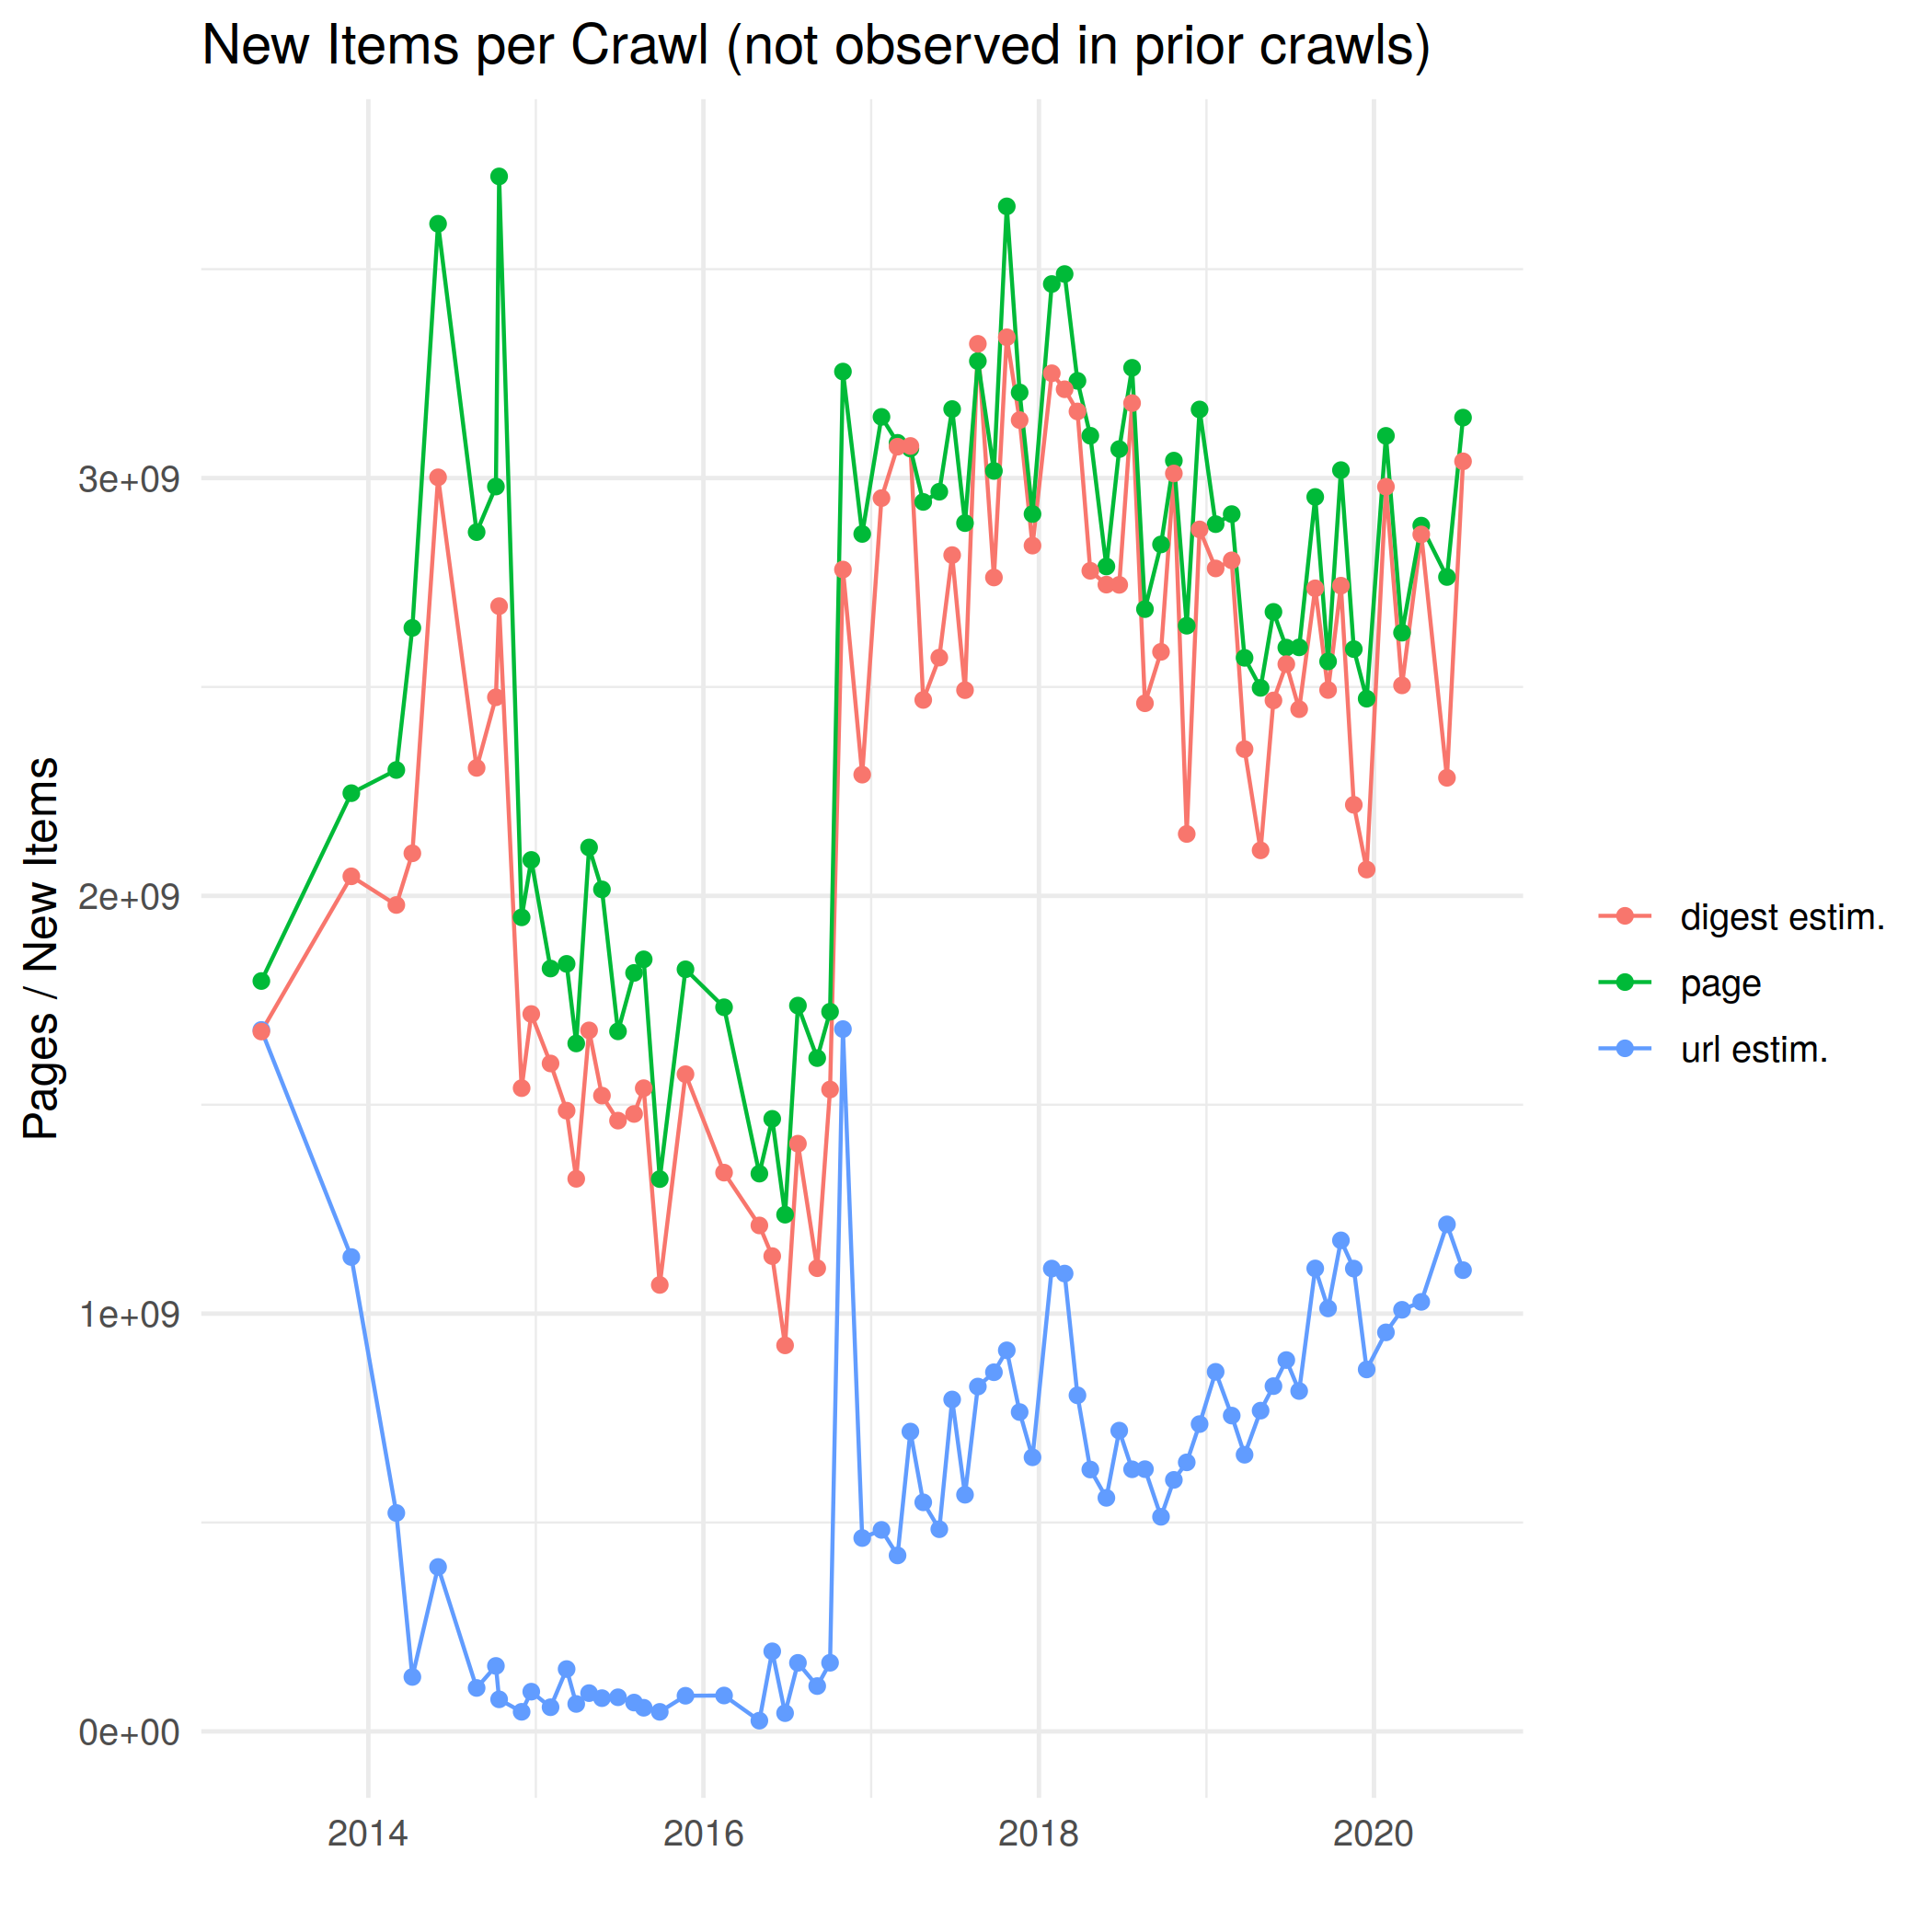 New Items per Crawl (not observed in prior crawls)
Pages / New Items
3e+09
2e+09
1e+09
0e+00
2014
2016
2018
2020
digest estim.
page
url estim.